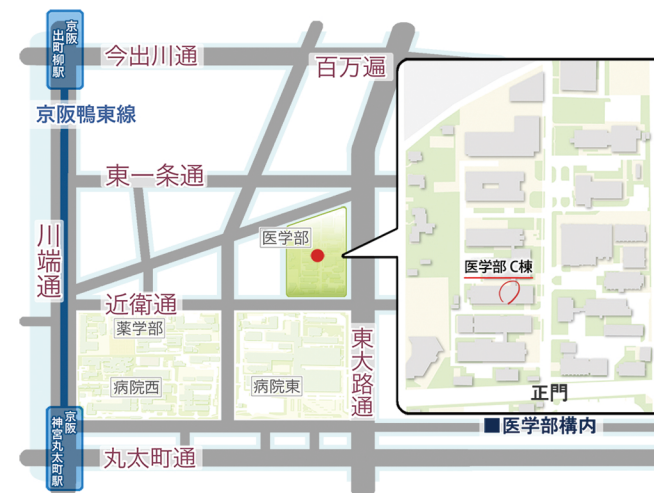 京阪
出町柳駅
今出川通
百万遍
京阪鴨東線
東一条通
川端通
医学部
医学部 C棟
近衛通
薬学部
病院西
病院東
東大路通
正門
■医学部構内
京阪
神宮丸太町駅
丸太町通